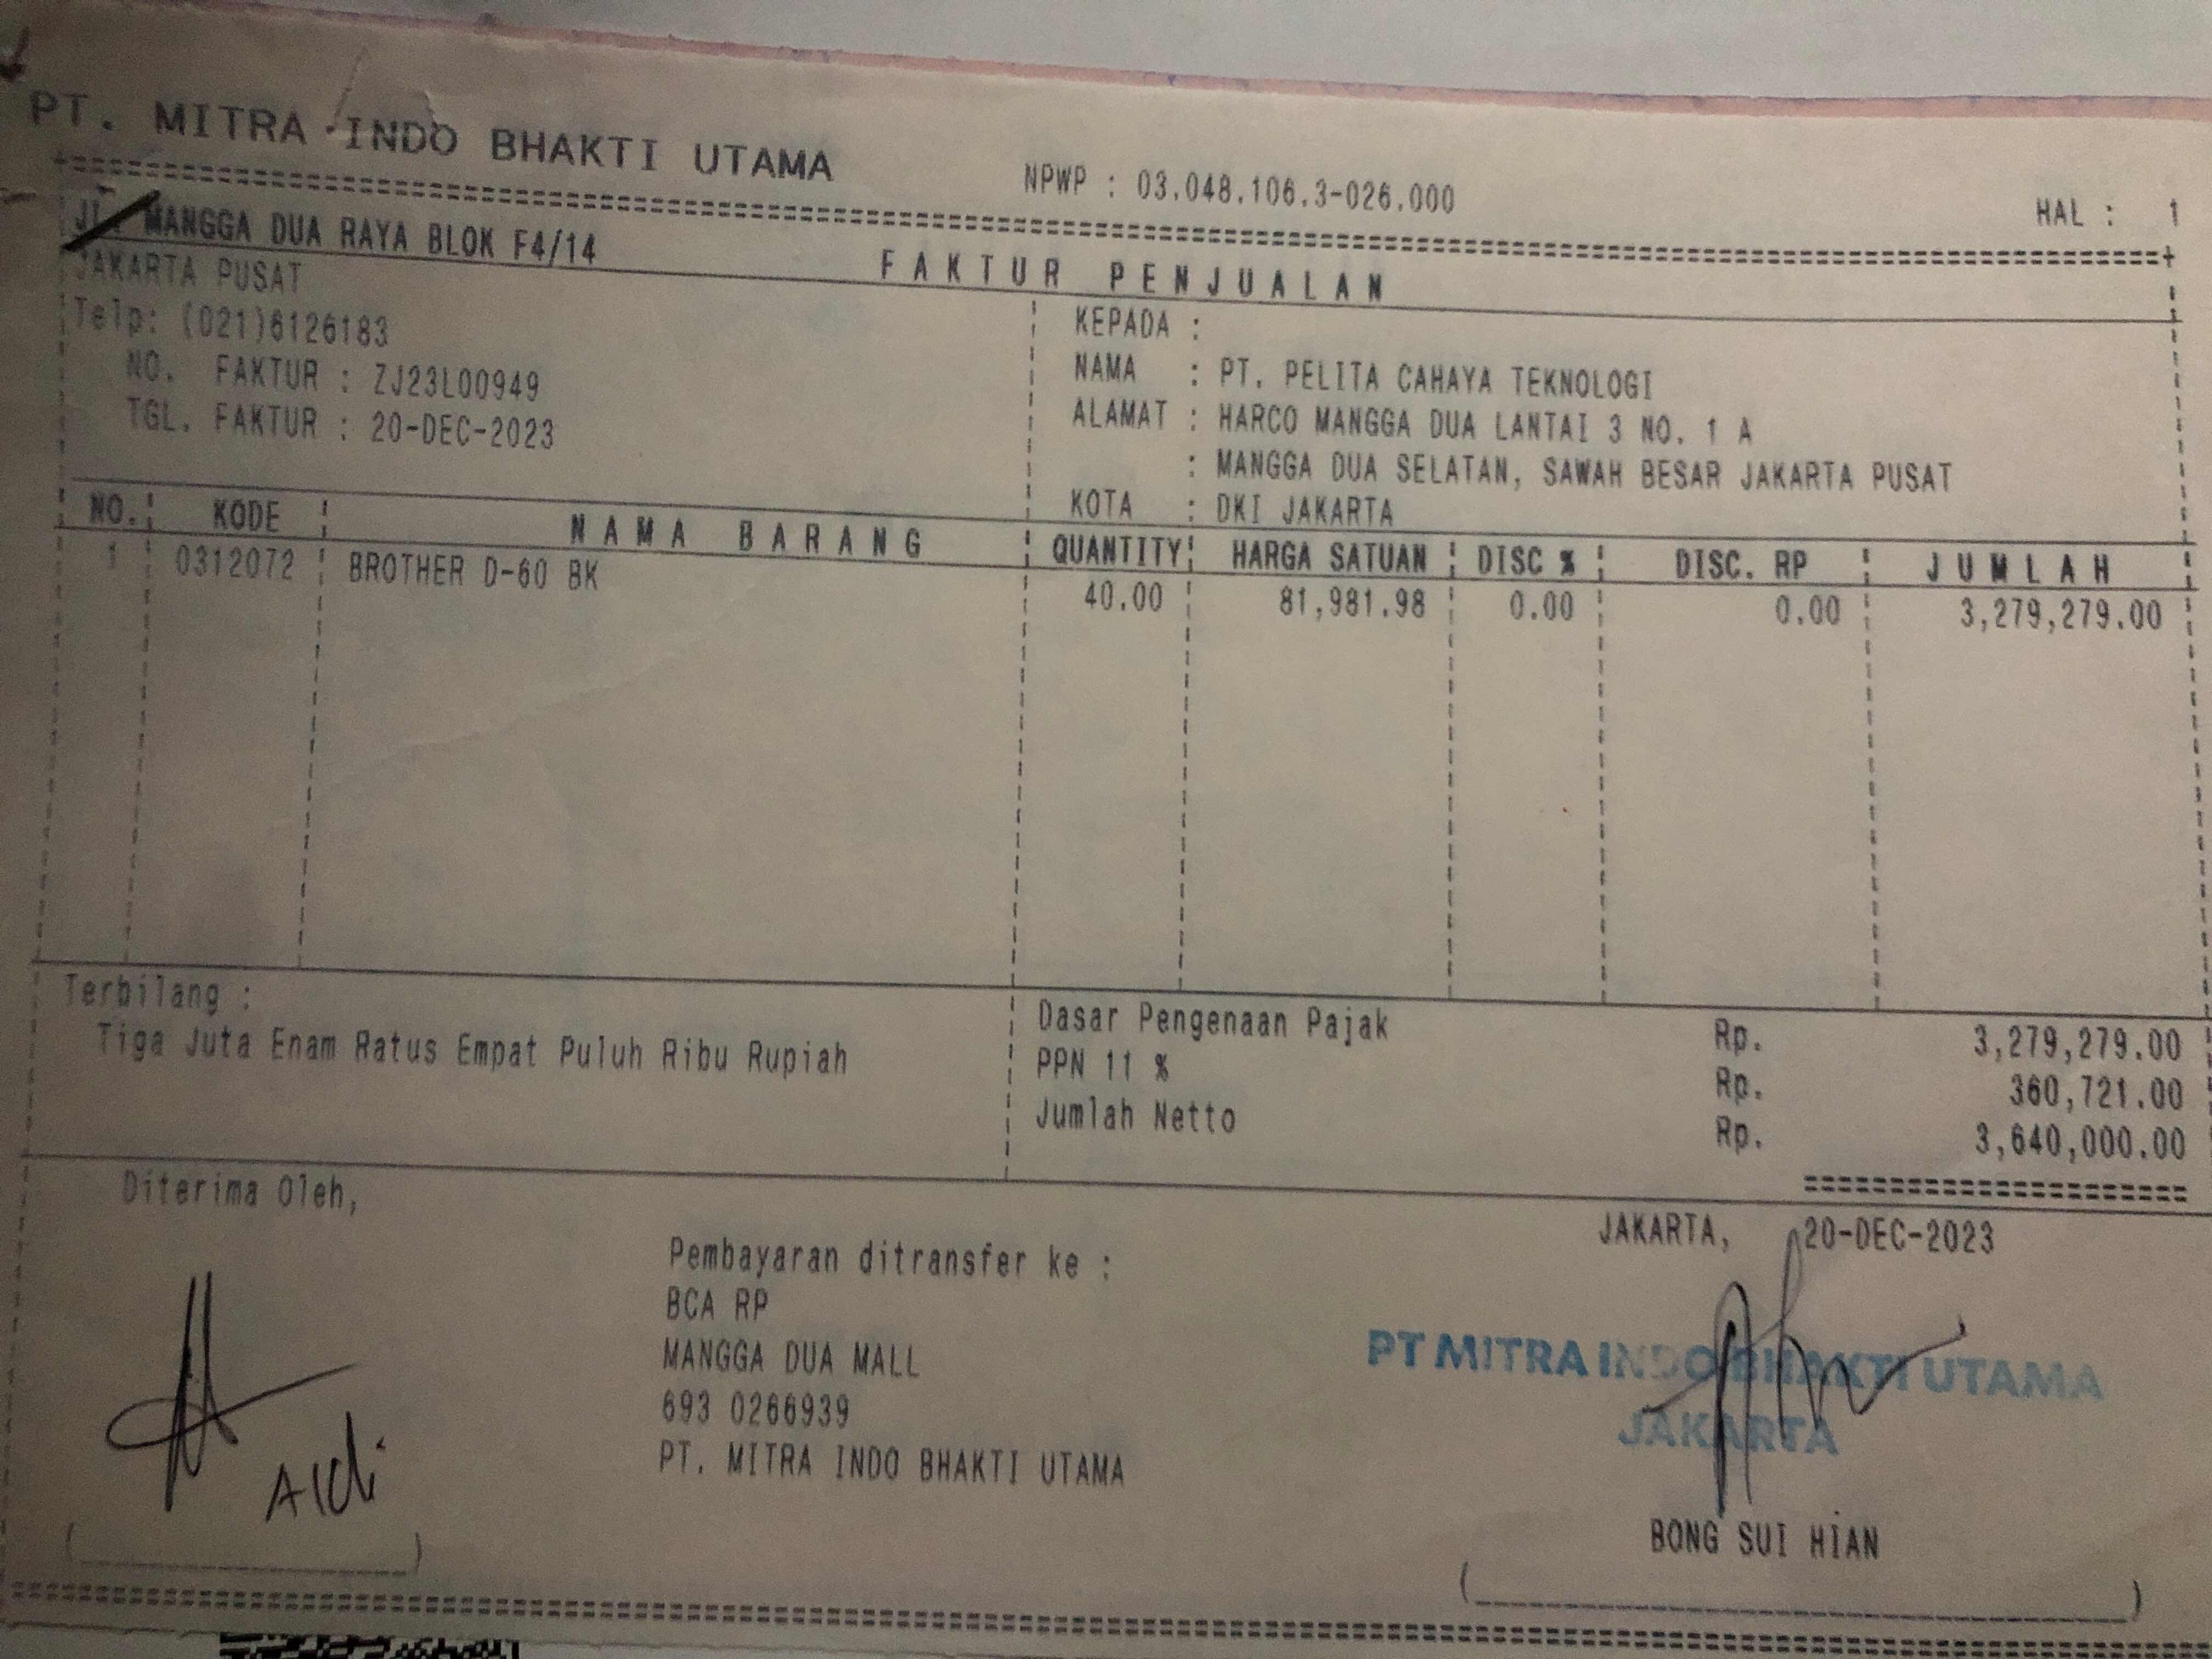 PT. MITRA INDO BHAKTI UTAMA
NPWP : 03.048.106.3-026.000
HAL : 1
JL. MANGGA DUA RAYA BLOK F4/14
JAKARTA PUSAT
Telp: (021)6126183
NO. FAKTUR : ZJ23L00949
TGL. FAKTUR : 20-DEC-2023
FAKTUR PENJUALAN
KEPADA :
NAMA : PT. PELITA CAHAYA TEKNOLOGI
ALAMAT : HARCO MANGGA DUA LANTAI 3 NO. 1 A
: MANGGA DUA SELATAN, SAWAH BESAR JAKARTA PUSAT
KOTA : DKI JAKARTA
NO. KODE NAMA BARANG QUANTITY HARGA SATUAN DISC % DISC. RP JUMLAH
1 0312072 BROTHER D-60 BK 40.00 81,981.98 0.00 0.00 3,279,279.00
Terbilang :
Tiga Juta Enam Ratus Empat Puluh Ribu Rupiah
Dasar Pengenaan Pajak Rp. 3,279,279.00
PPN 11 % Rp. 360,721.00
Jumlah Netto Rp. 3,640,000.00
Diterima Oleh,
Aldi
Pembayaran ditransfer ke :
BCA RP
MANGGA DUA MALL
693 0266939
PT. MITRA INDO BHAKTI UTAMA
JAKARTA, 20-DEC-2023
PT MITRA INDO BHAKTI UTAMA
JAKARTA
BONG SUI HIAN